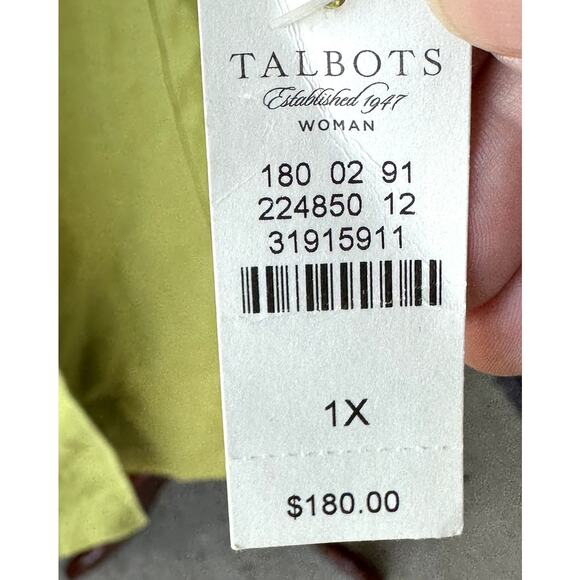 TALBOTS
Established 1947
WOMAN
180 02 91
224850 12
31915911
1X
$180.00